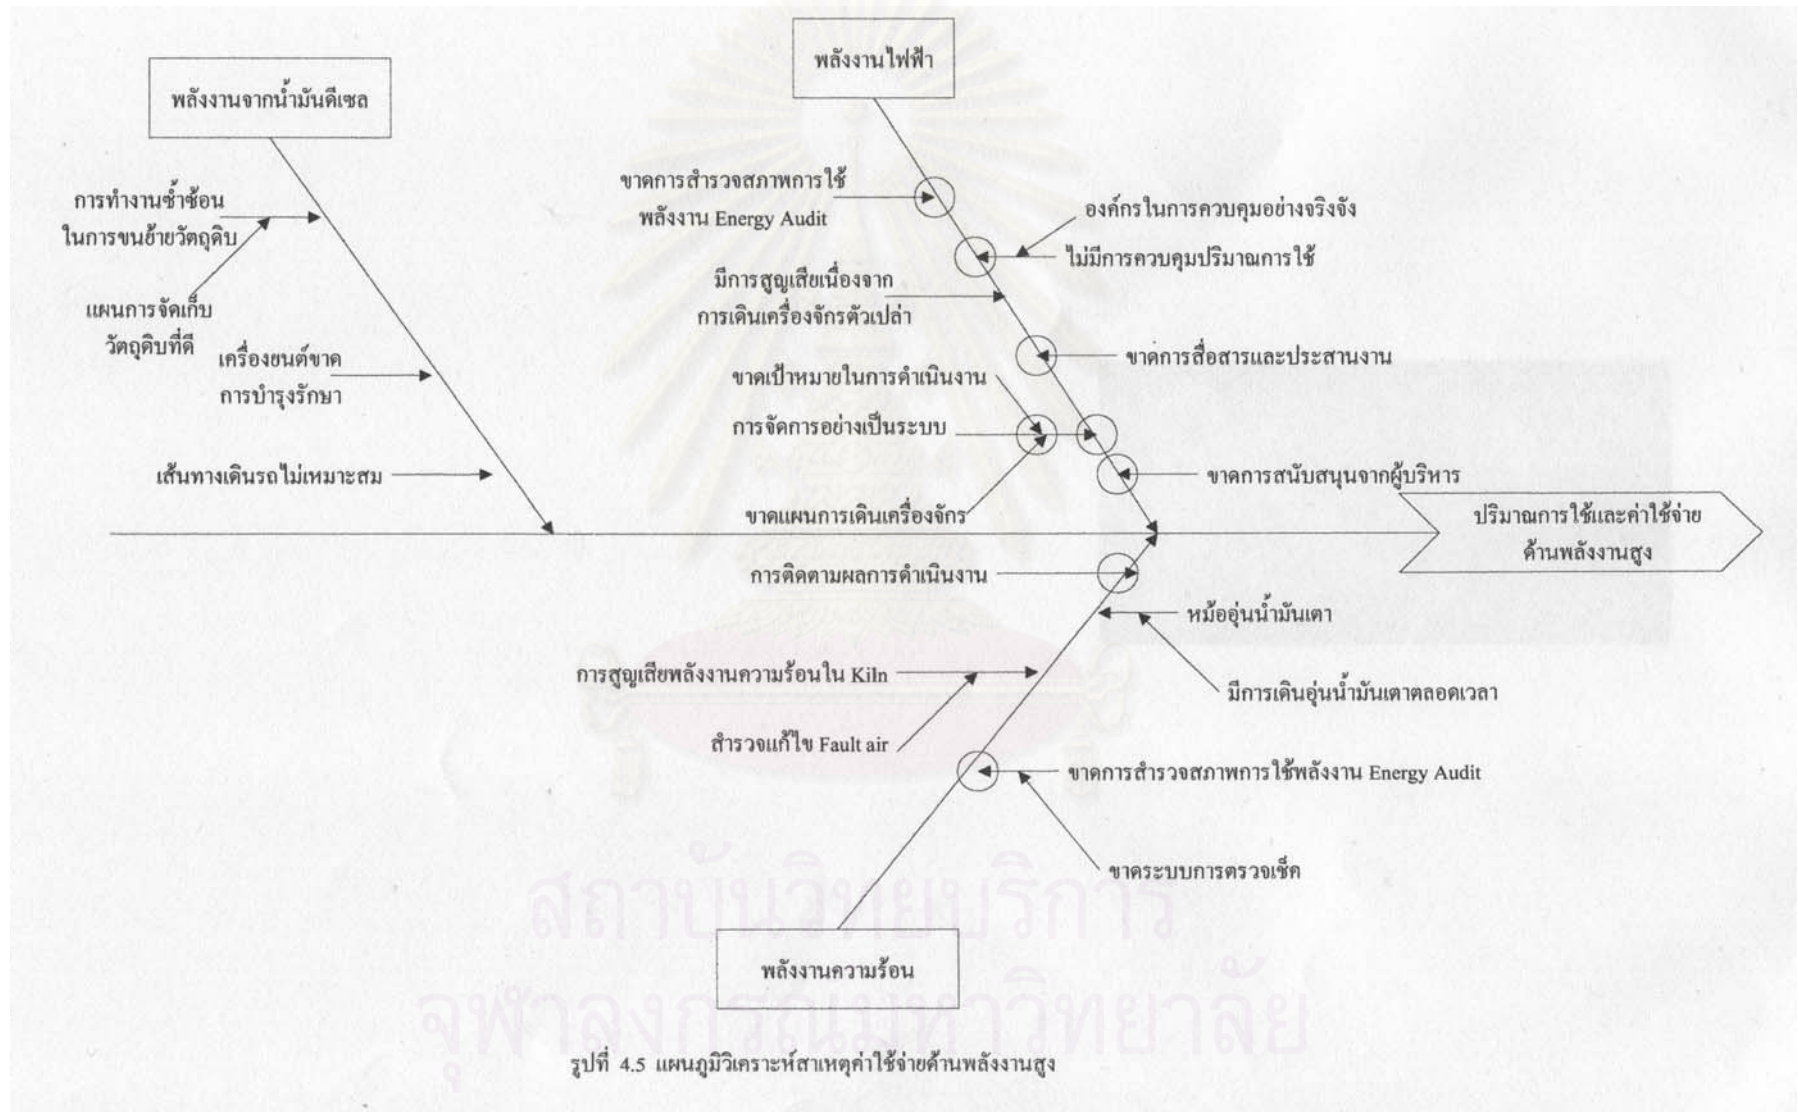 พลังงานไฟฟ้า
พลังงานจากน้ำมันดีเซล
ขาดการสำรวจสภาพการใช้
พลังงาน Energy Audit
การทำงานซ้ำซ้อน
ในการขนย้ายวัตถุดิบ
องค์กรในการควบคุมอย่างจริงจัง
ไม่มีการควบคุมปริมาณการใช้
มีการสูญเสียเนื่องจาก
การเดินเครื่องจักรตัวเปล่า
แผนการจัดเก็บ
วัตถุดิบที่ดี
เครื่องยนต์ขาด
การบำรุงรักษา
ขาดการสื่อสารและประสานงาน
ขาดเป้าหมายในการดำเนินงาน
การจัดการอย่างเป็นระบบ
เส้นทางเดินรถไม่เหมาะสม
ขาดการสนับสนุนจากผู้บริหาร
ขาดแผนการเดินเครื่องจักร
ปริมาณการใช้และค่าใช้จ่าย
ด้านพลังงานสูง
การติดตามผลการดำเนินงาน
หม้ออุ่นน้ำมันเตา
การสูญเสียพลังงานความร้อนใน Kiln
มีการเดินอุ่นน้ำมันเตาตลอดเวลา
สำรวจแก้ไข Fault air
ขาดการสำรวจสภาพการใช้พลังงาน Energy Audit
ขาดระบบการตรวจเช็ค
สถาบันวิทยบริการ
พลังงานความร้อน
จุฬาลงกรณ์มหาวิทยาลัย
รูปที่ 4.5 แผนภูมิวิเคราะห์สาเหตุค่าใช้จ่ายด้านพลังงานสูง